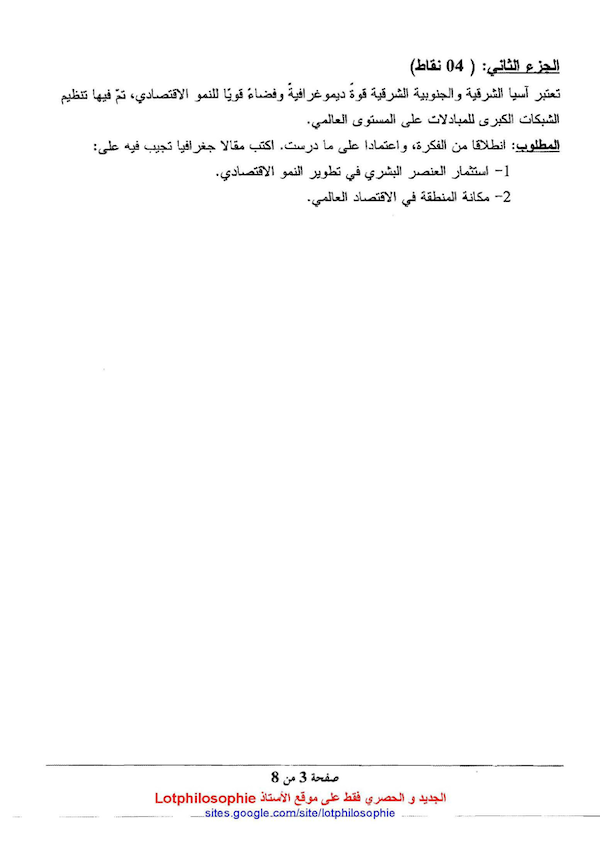 الجزء الثاني: ( 04 نقاط)
تعتبر آسيا الشرقية والجنوبية الشرقية قوةً ديموغرافيةً وفضاءً قويًا للنمو الاقتصادي، تمّ فيها تنظيم
الشبكات الكبرى للمبادلات على المستوى العالمي.
المطلوب: انطلاقا من الفكرة، واعتمادا على ما درست. اكتب مقالا جغرافيا تجيب فيه على:
1- استثمار العنصر البشري في تطوير النمو الاقتصادي.
2- مكانة المنطقة في الاقتصاد العالمي.
صفحة 3 من 8
الجديد و الحصري فقط على موقع الأستاذ Lotphilosophie
sites.google.com/site/lotphilosophie